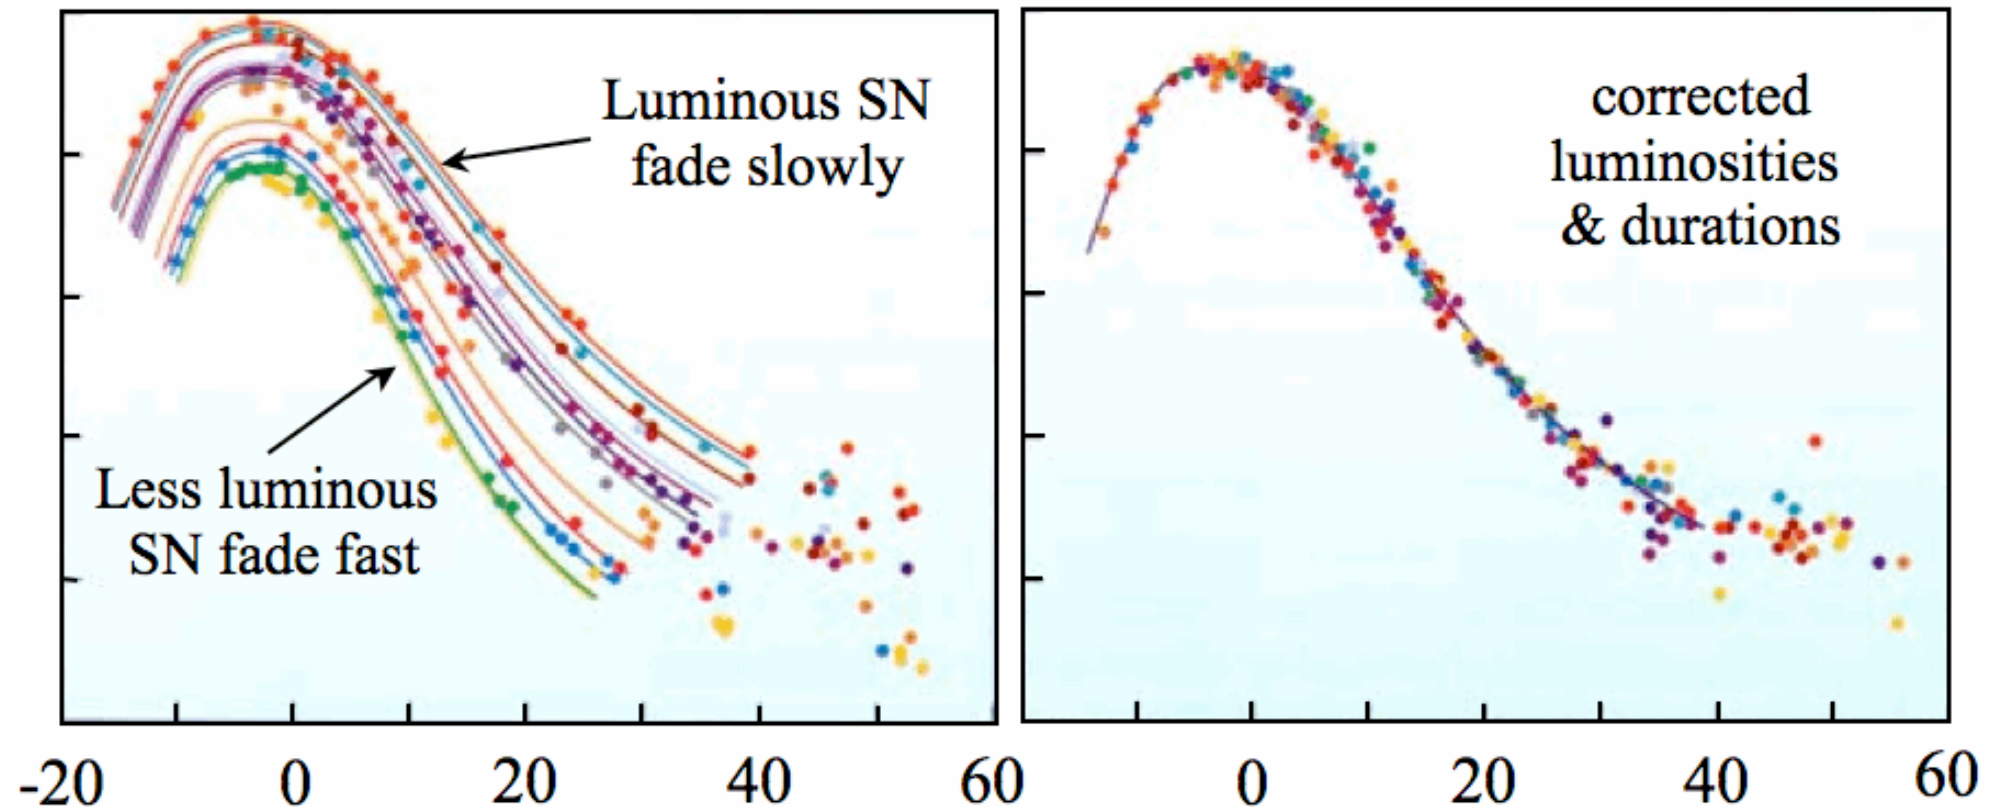 Luminous SN
fade slowly
Less luminous
SN fade fast
-20 0 20 40 60
corrected
luminosities
& durations
0 20 40 60